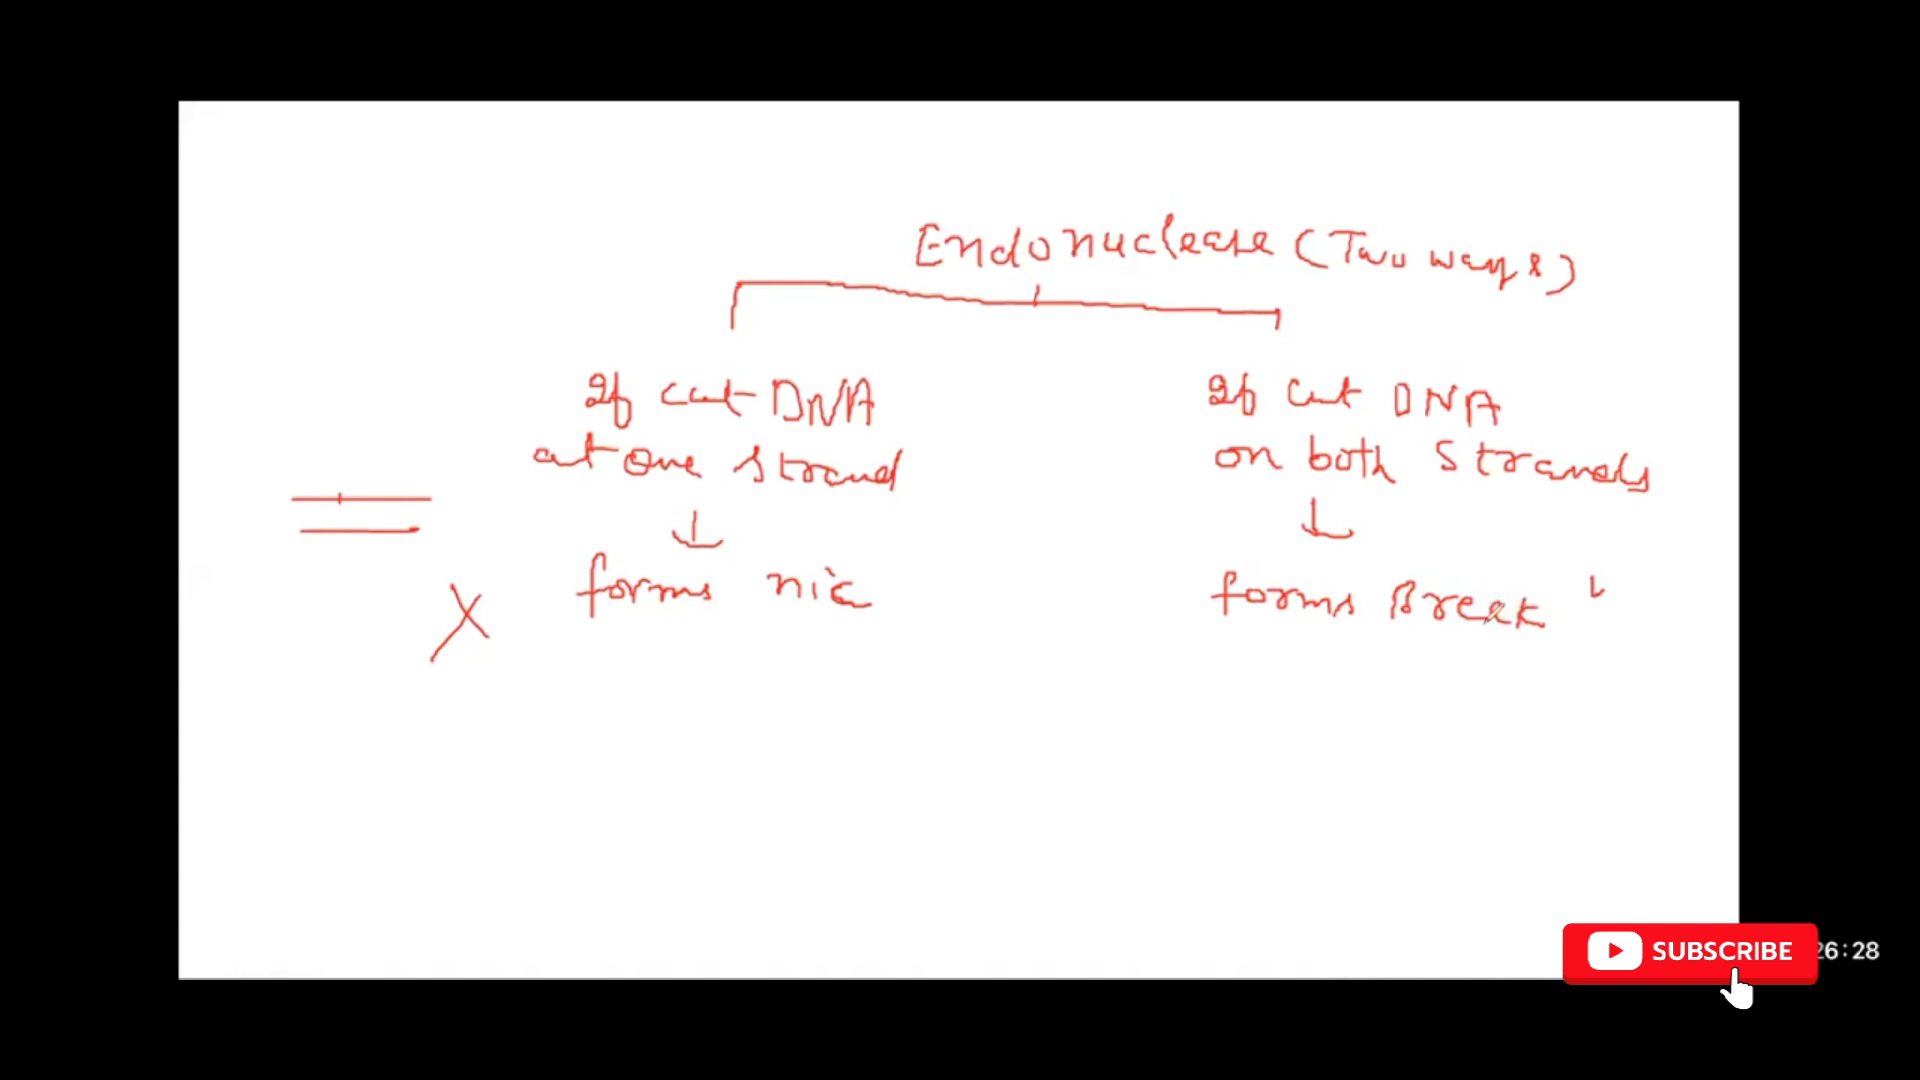 Endonuclease (Two ways)
If cut DNA
at one strand
forms nic
If cut DNA
on both strands
forms Break
SUBSCRIBE
26:28